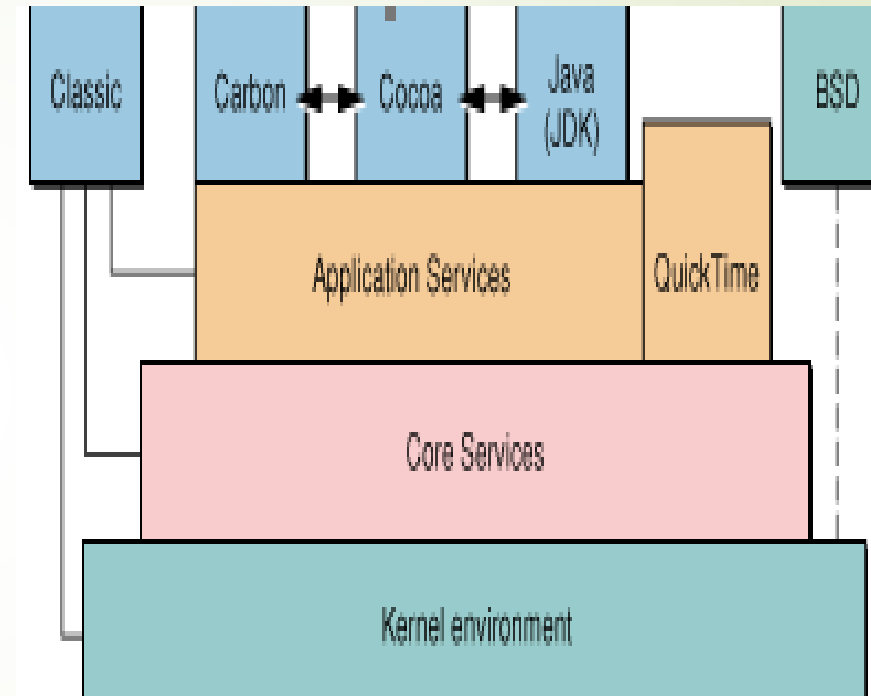 Classic
Carbon
Cocoa
Java
(JDK)
BSD
Application Services
QuickTime
Core Services
Kernel environment